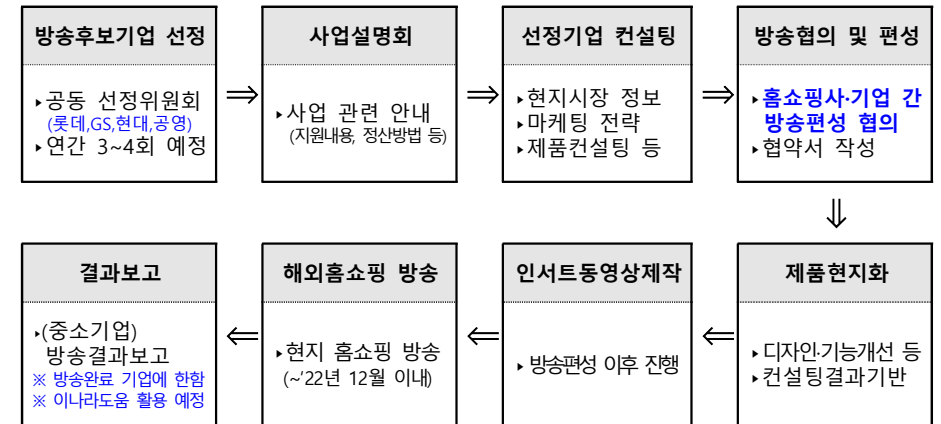 방송후보기업 선정
▸공동 선정위원회
(롯데,GS,현대,공영)
▸연간 3~4회 예정
⇒
사업설명회
▸사업 관련 안내
(지원내용, 정산방법 등)
⇒
선정기업 컨설팅
▸현지시장 정보
▸마케팅 전략
▸제품컨설팅 등
⇒
방송협의 및 편성
▸홈쇼핑사·기업 간
방송편성 협의
▸협약서 작성
⇓
제품현지화
▸디자인·기능개선 등
▸컨설팅결과기반
⇐
인서트동영상제작
▸방송편성 이후 진행
⇐
해외홈쇼핑 방송
▸현지 홈쇼핑 방송
(~'22년 12월 이내)
⇐
결과보고
▸(중소기업)
방송결과보고
※ 방송완료 기업에 한함
※ 이나라도움 활용 예정